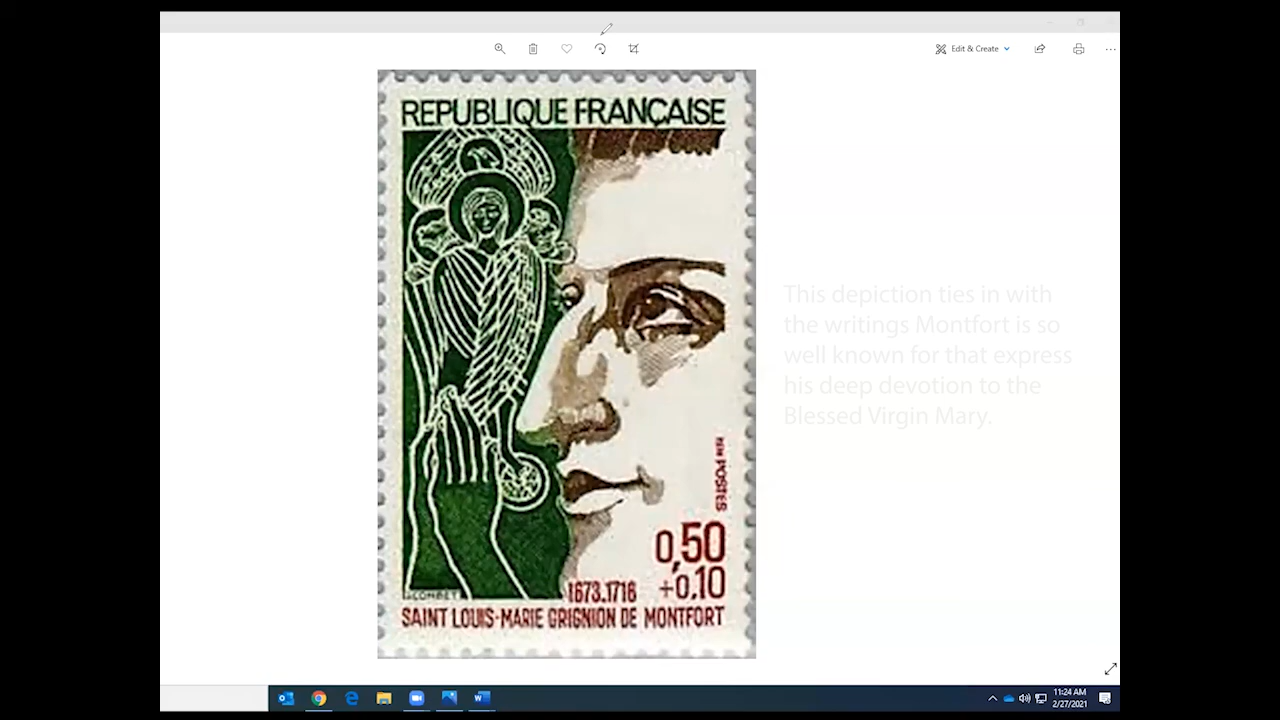 Edit & Create
REPUBLIQUE FRANÇAISE
This depiction ties in with
the writings Montfort is so
well known for that express
his deep devotion to the
Blessed Virgin Mary.
POSTES
0,50
+0,10
1673.1716
SAINT LOUIS-MARIE GRIGNION DE MONTFORT
11:24 AM
2/27/2021